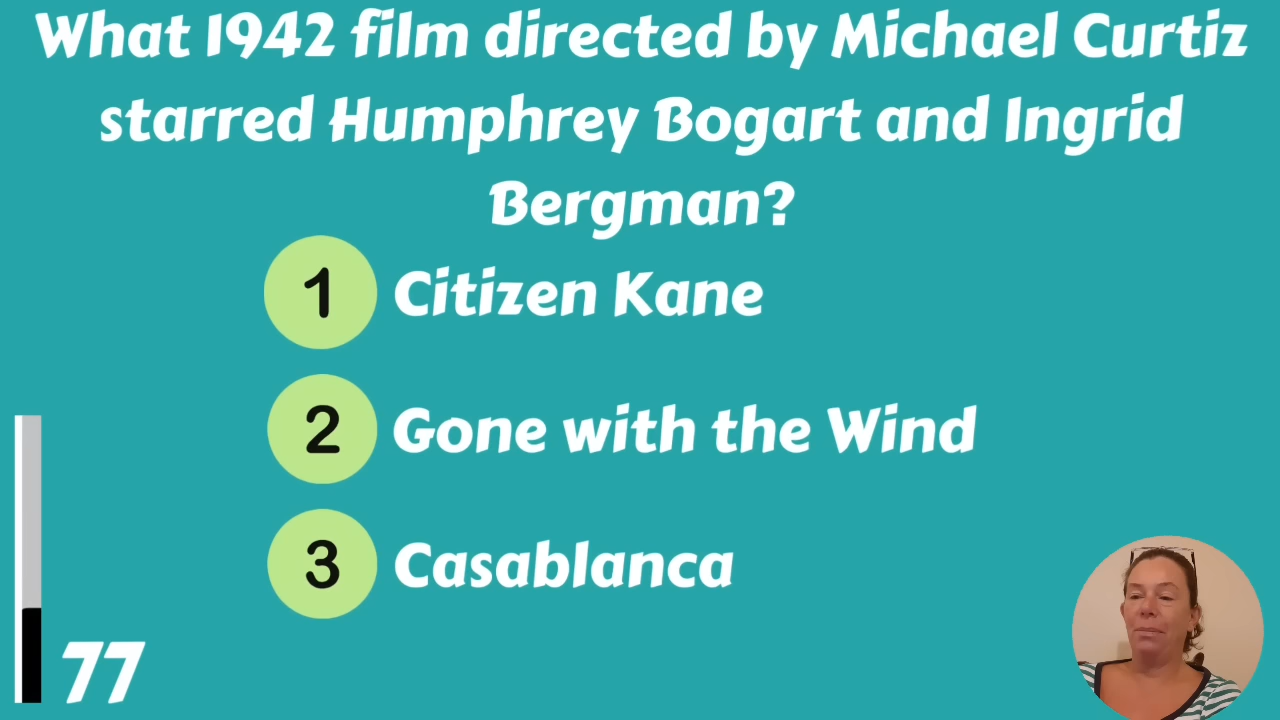 What 1942 film directed by Michael Curtiz
starred Humphrey Bogart and Ingrid
Bergman?
1 Citizen Kane
2 Gone with the Wind
3 Casablanca
77